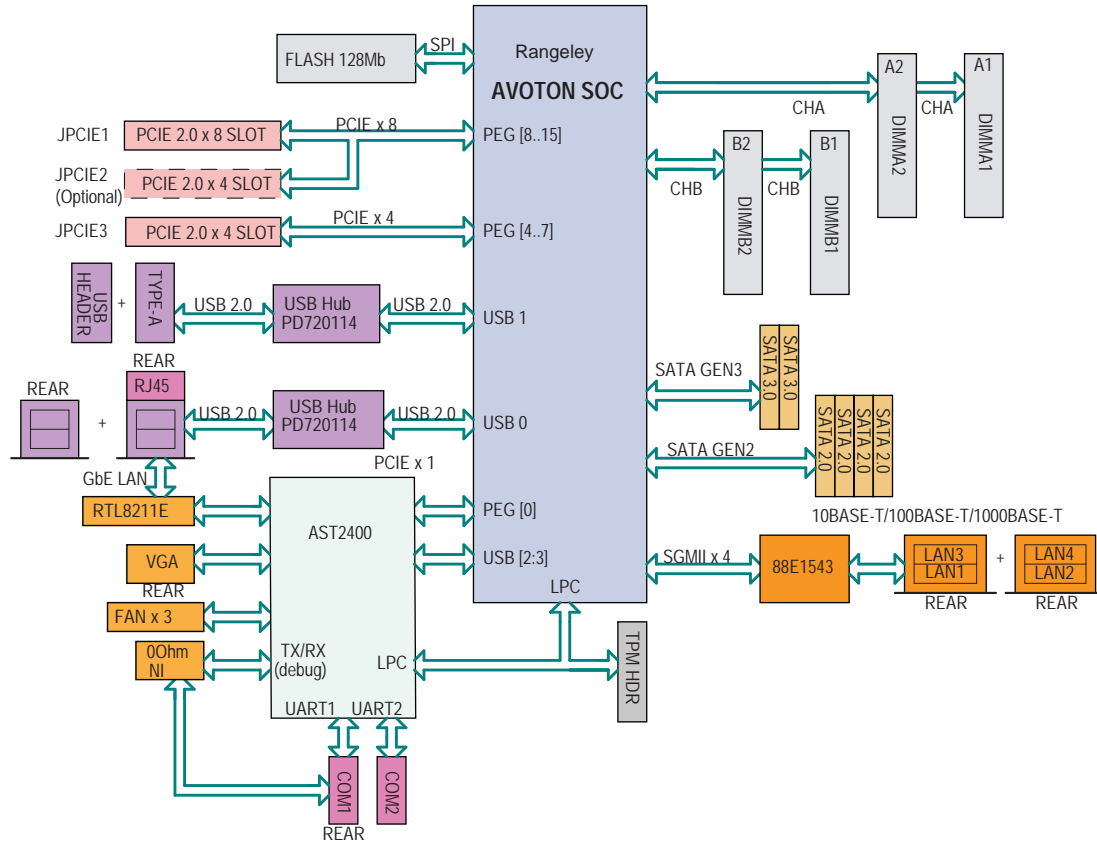 FLASH 128Mb
SPI
Rangeley
AVOTON SOC
A2
DIMMA2
CHA
CHA
A1
DIMMA1
JPCIE1
PCIE 2.0 x 8 SLOT
PCIE x 8
PEG [8..15]
JPCIE2
(Optional)
PCIE 2.0 x 4 SLOT
B2
DIMMB2
CHB
CHB
B1
DIMMB1
JPCIE3
PCIE 2.0 x 4 SLOT
PCIE x 4
PEG [4..7]
USB
HEADER
+
TYPE-A
USB 2.0
USB Hub
PD720114
USB 2.0
USB 1
REAR
REAR
RJ45
+
USB 2.0
USB Hub
PD720114
USB 2.0
USB 0
SATA GEN3
SATA 3.0
SATA 3.0
SATA GEN2
SATA 2.0
SATA 2.0
SATA 2.0
SATA 2.0
PCIE x 1
GbE LAN
RTL8211E
AST2400
PEG [0]
10BASE-T/100BASE-T/1000BASE-T
VGA
REAR
USB [2:3]
SGMII x 4
88E1543
LAN3
LAN1
REAR
+
LAN4
LAN2
REAR
LPC
FAN x 3
0Ohm
NI
TX/RX
(debug)
LPC
TPM HDR
UART1
UART2
COM1
REAR
COM2